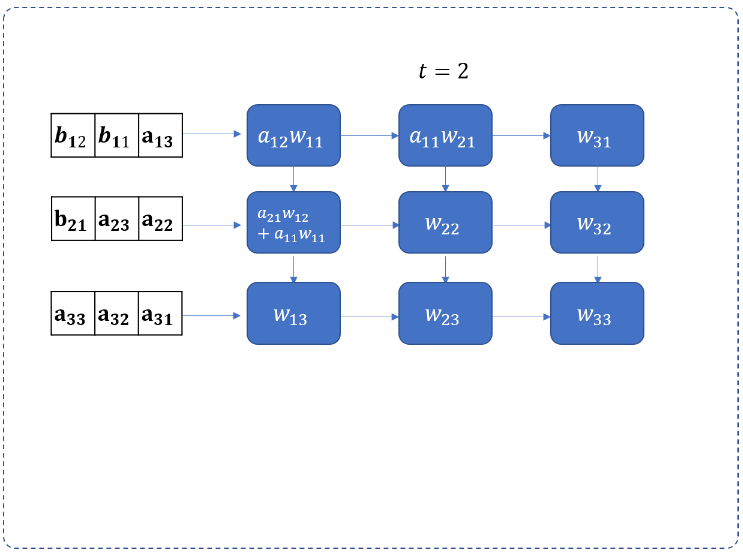 t = 2
b₁₂ b₁₁ a₁₃ a₁₂w₁₁ a₁₁w₂₁ w₃₁
b₂₁ a₂₃ a₂₂ a₂₁w₁₂
+ a₁₁w₁₁ w₂₂ w₃₂
a₃₃ a₃₂ a₃₁ w₁₃ w₂₃ w₃₃